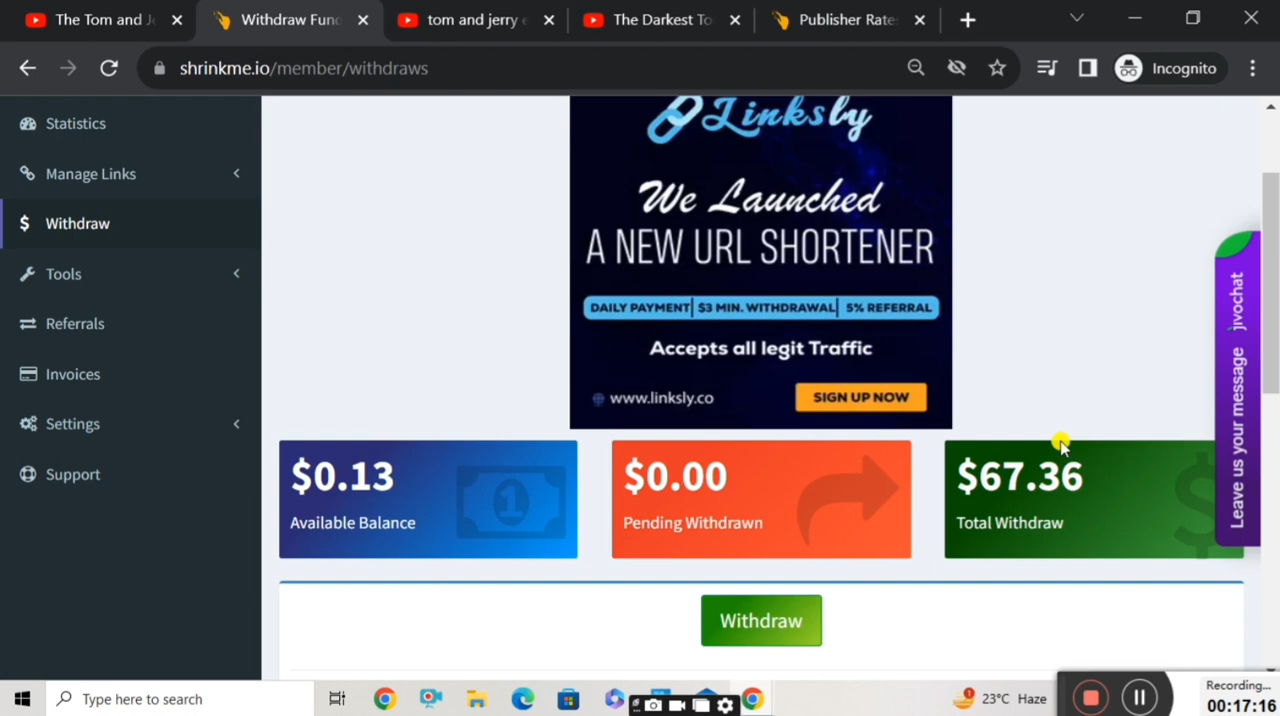 The Tom and J
Withdraw Fun
tom and jerry e
The Darkest To
Publisher Rate
shrinkme.io/member/withdraws
Incognito
Statistics
Manage Links
Withdraw
Tools
Referrals
Invoices
Settings
Support
Linksly
We Launched
A NEW URL SHORTENER
DAILY PAYMENT| $3 MIN. WITHDRAWAL| 5% REFERRAL
Accepts all legit Traffic
www.linksly.co
SIGN UP NOW
$0.13
Available Balance
$0.00
Pending Withdrawn
$67.36
Total Withdraw
Withdraw
Leave us your message jivochat
Type here to search
23°C Haze
Recording...
00:17:16